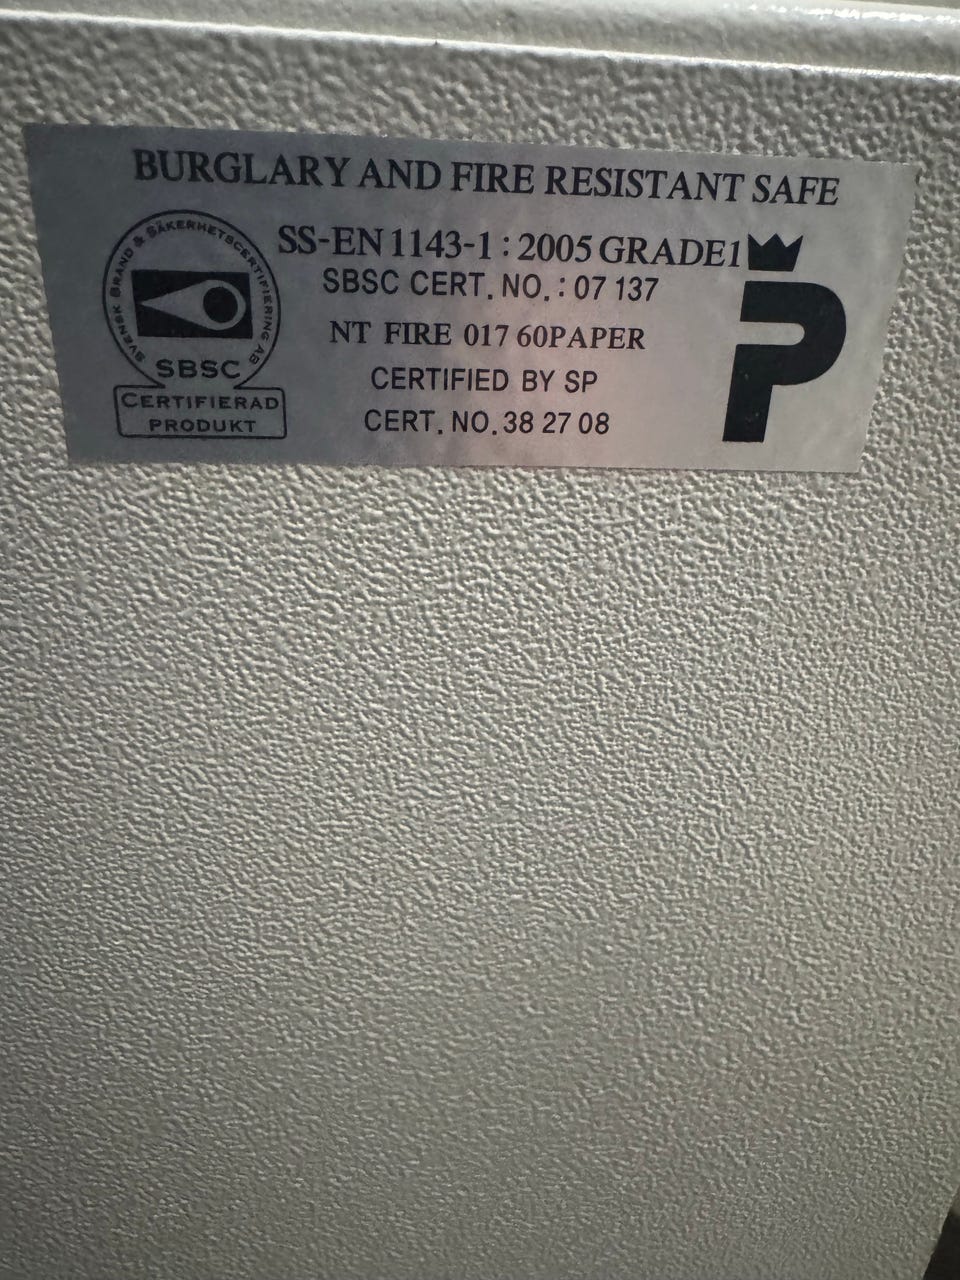 BURGLARY AND FIRE RESISTANT SAFE
SS-EN 1143-1 : 2005 GRADE1
SBSC CERT. NO. : 07 137
NT FIRE 017 60PAPER
CERTIFIED BY SP
CERT. NO. 38 27 08
SVENSK BRAND & SÄKERHETSCERTIFIERING AB
SBSC
CERTIFIERAD
PRODUKT
P